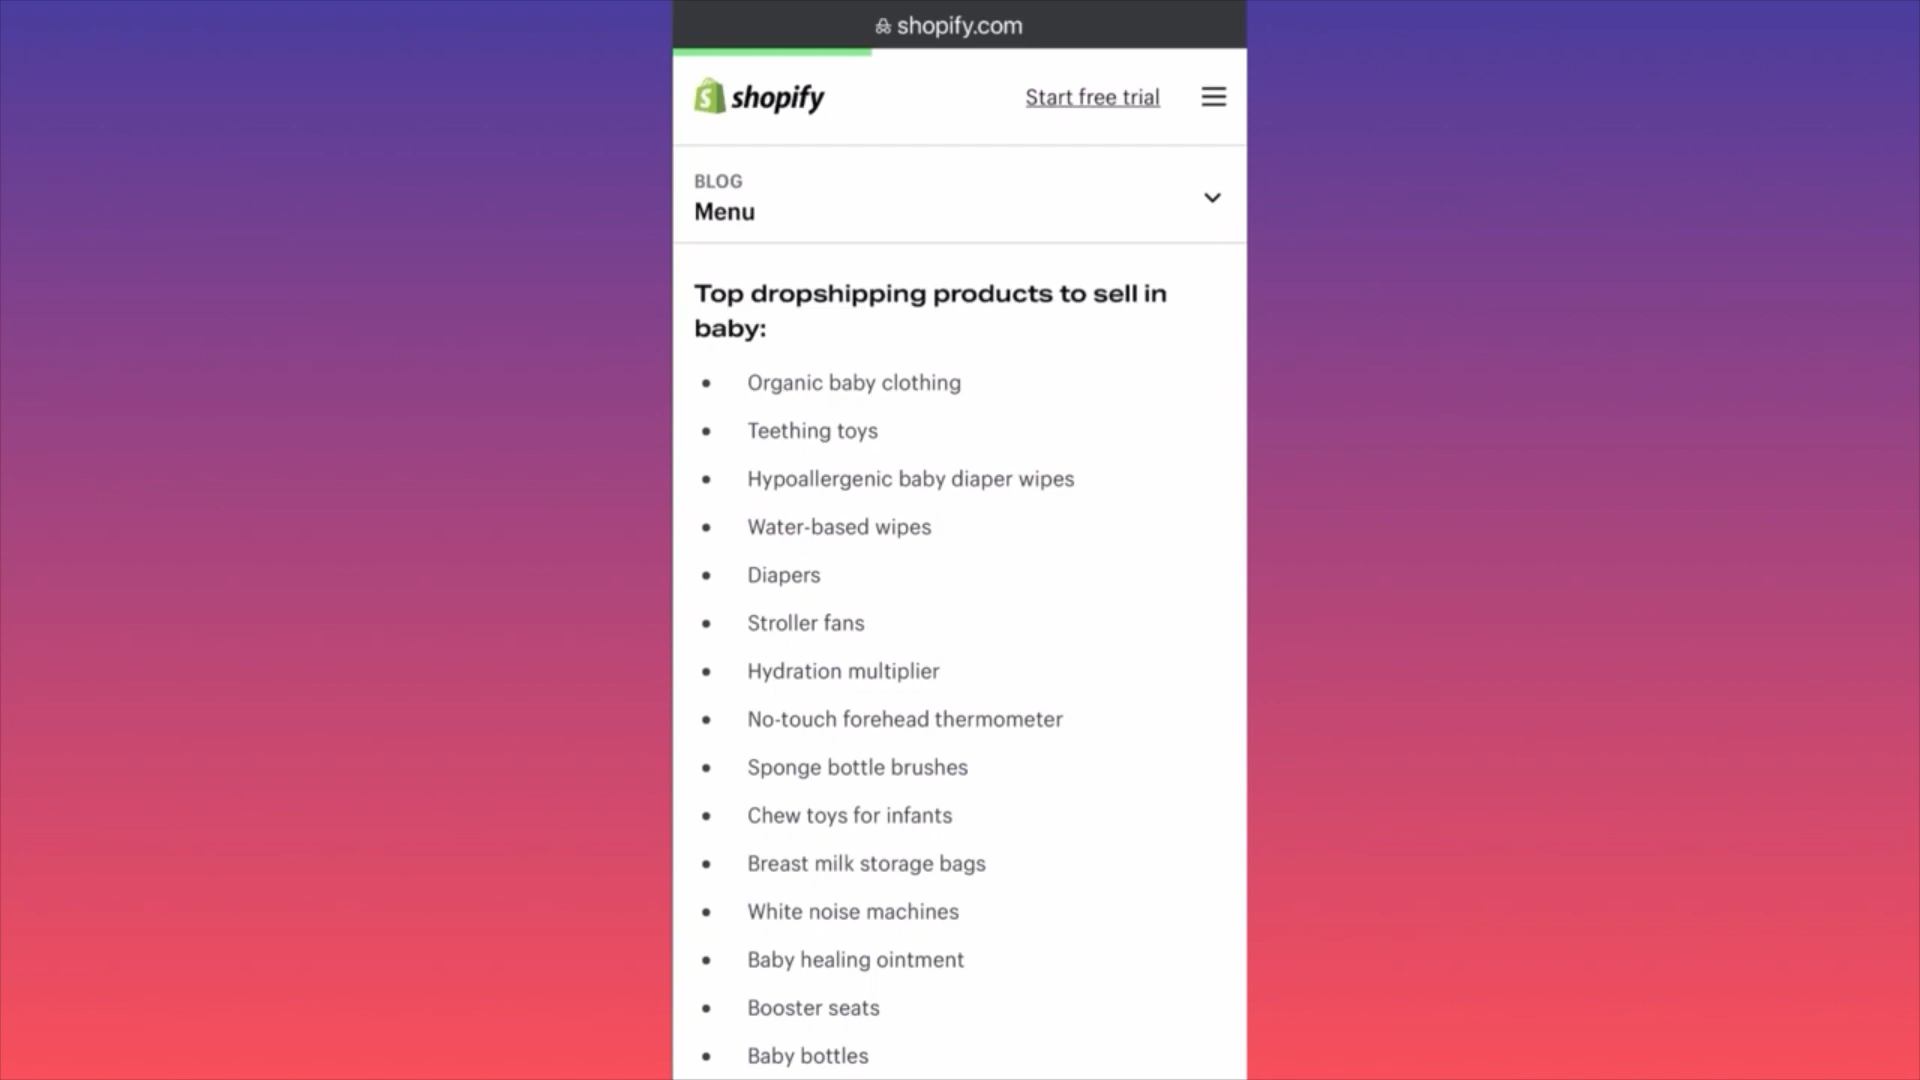 shopify.com
shopify
Start free trial
BLOG
Menu
Top dropshipping products to sell in
baby:
• Organic baby clothing
• Teething toys
• Hypoallergenic baby diaper wipes
• Water-based wipes
• Diapers
• Stroller fans
• Hydration multiplier
• No-touch forehead thermometer
• Sponge bottle brushes
• Chew toys for infants
• Breast milk storage bags
• White noise machines
• Baby healing ointment
• Booster seats
• Baby bottles